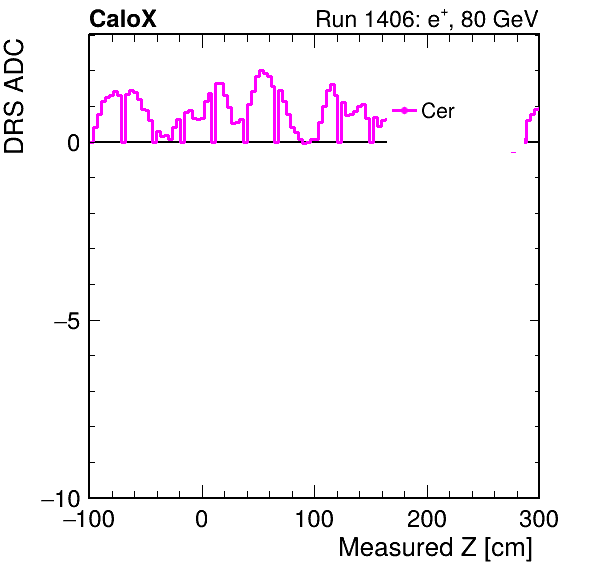 CaloX
Run 1406: e⁺, 80 GeV
DRS ADC
Cer
0
−5
−10
−100 0 100 200 300
Measured Z [cm]